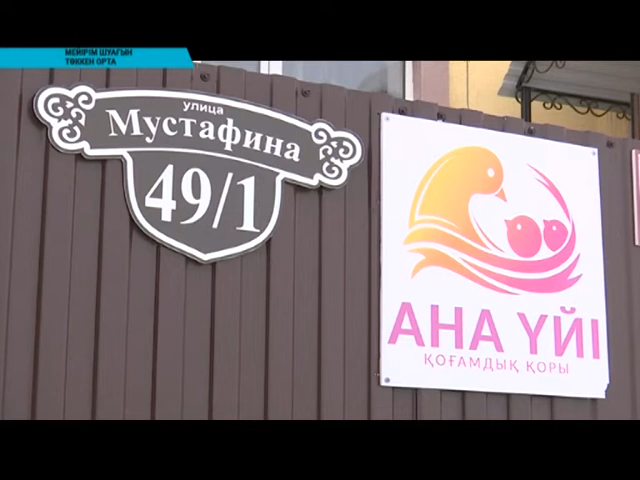 МЕЙІРІМ ШУАҒЫН
ТӨККЕН ОРТА
улица
Мустафина
49/1
АНА ҮЙІ
ҚОҒАМДЫҚ ҚОРЫ